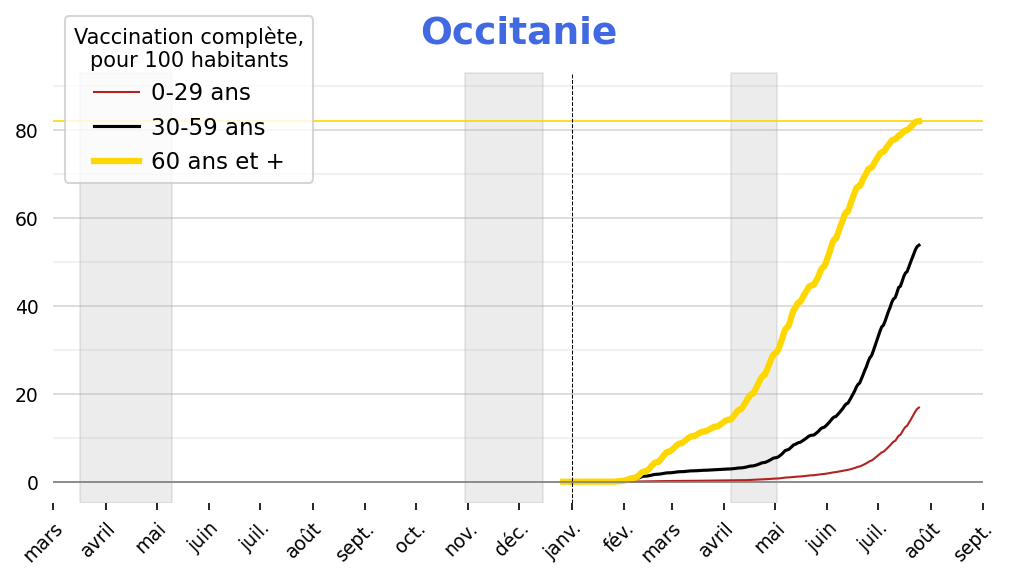 Occitanie
Vaccination complète,
pour 100 habitants
0-29 ans
30-59 ans
60 ans et +
80
60
40
20
0
mars avril mai juin juil. août sept. oct. nov. déc. janv. fév. mars avril mai juin juil. août sept.